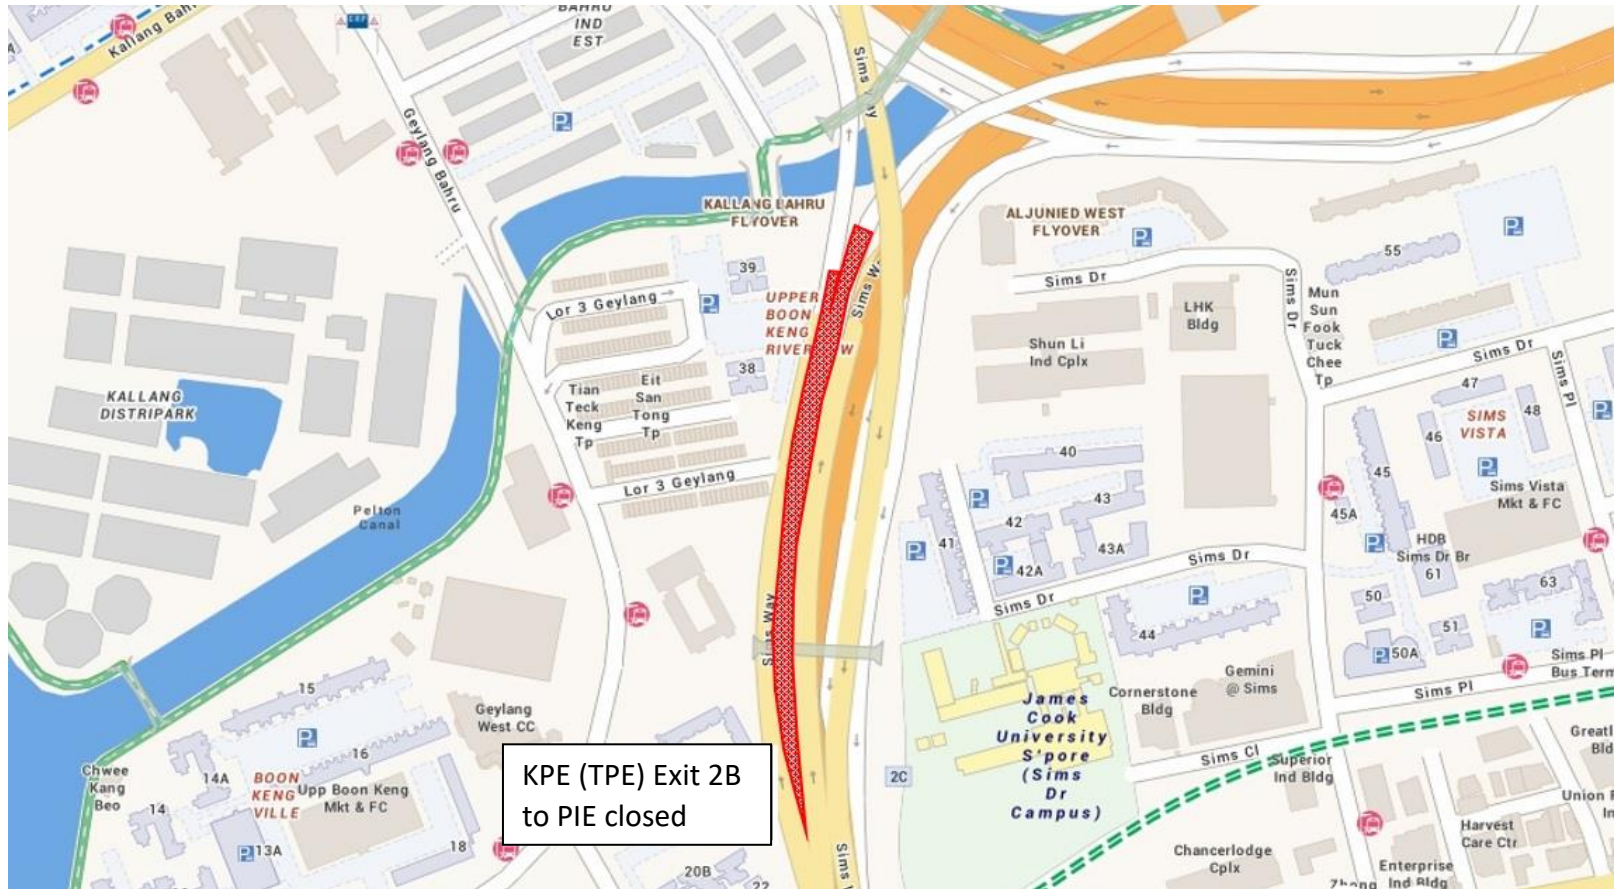 BAHRU
IND
EST
ERP
Kallang Bahru
Sims Way
Geylang Bahru
KALLANG BAHRU
FLYOVER
ALJUNIED WEST
FLYOVER
39
55
Sims Dr
Sims Dr
Lor 3 Geylang
UPPER
BOON
KENG
RIVERVIEW
Sims Way
LHK
Bldg
Mun
Sun
Fook
Tuck
Chee
Tp
Shun Li
Ind Cplx
Sims Dr
Sims Pl
38
Tian
Teck
Keng
Tp
Eit
San
Tong
Tp
KALLANG
DISTRIPARK
47
48
SIMS
VISTA
46
40
45
Lor 3 Geylang
43
Sims Vista
Mkt & FC
45A
Pelton
Canal
42
41
43A
HDB
Sims Dr Br
61
42A
Sims Dr
63
Sims Dr
50
44
51
50A
Sims Way
Sims Pl
Bus Term
Gemini
@ Sims
Cornerstone
Bldg
Sims Pl
15
James
Cook
University
S'pore
(Sims
Dr
Campus)
Geylang
West CC
16
KPE (TPE) Exit 2B
to PIE closed
Sims Cl
2C
Superior
Ind Bldg
Chwee
Kang
Beo
14A
BOON
KENG
VILLE
Upp Boon Keng
Mkt & FC
14
13A
18
20B
22
Harvest
Care Ctr
Chancerlodge
Cplx
Enterprise
Ind Bldg